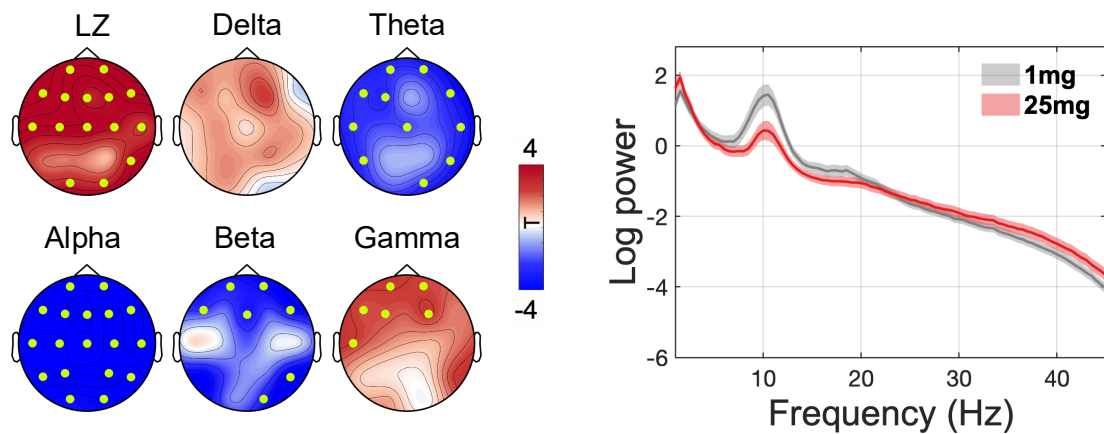 LZ Delta Theta
Alpha Beta Gamma
4
T
-4
1mg
25mg
Log power
2
0
-2
-4
-6
10 20 30 40
Frequency (Hz)